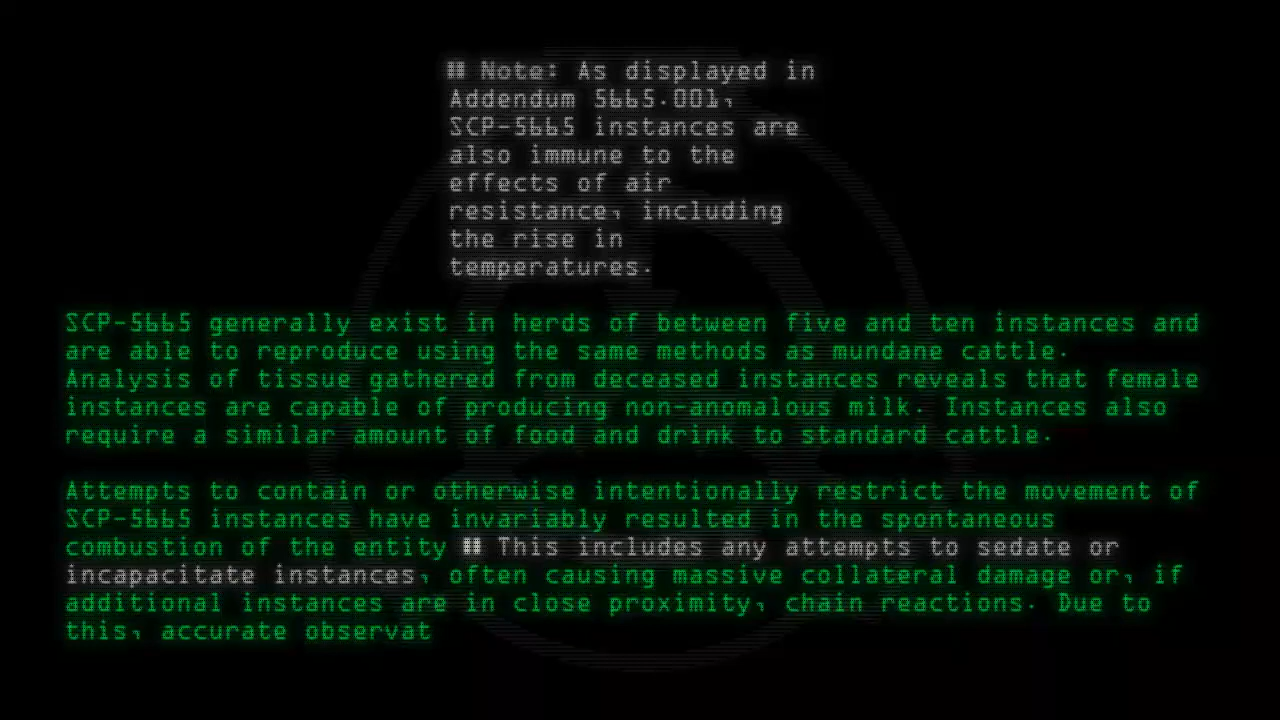 ⌗ Note: As displayed in
Addendum 5665.001,
SCP-5665 instances are
also immune to the
effects of air
resistance, including
the rise in
temperatures.
SCP-5665 generally exist in herds of between five and ten instances and
are able to reproduce using the same methods as mundane cattle.
Analysis of tissue gathered from deceased instances reveals that female
instances are capable of producing non-anomalous milk. Instances also
require a similar amount of food and drink to standard cattle.
Attempts to contain or otherwise intentionally restrict the movement of
SCP-5665 instances have invariably resulted in the spontaneous
combustion of the entity ⌗ This includes any attempts to sedate or
incapacitate instances, often causing massive collateral damage or, if
additional instances are in close proximity, chain reactions. Due to
this, accurate observat